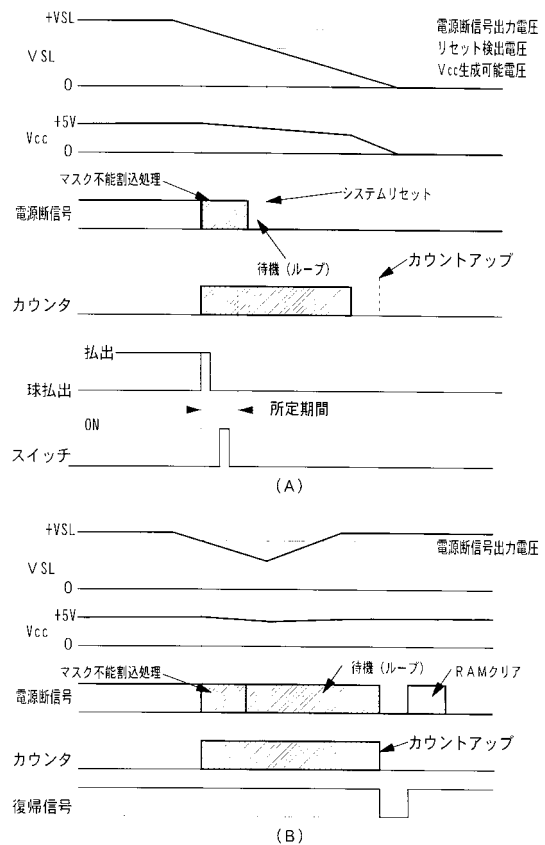 +VSL
VSL
0
電源断信号出力電圧
リセット検出電圧
Vcc生成可能電圧
+5V
Vcc
0
マスク不能割込処理
システムリセット
電源断信号
待機(ループ)
カウントアップ
カウンタ
払出
球払出
所定期間
ON
スイッチ
(A)
+VSL
VSL
0
電源断信号出力電圧
+5V
Vcc
0
マスク不能割込処理
待機(ループ)
RAMクリア
電源断信号
カウンタ
カウントアップ
復帰信号
(B)